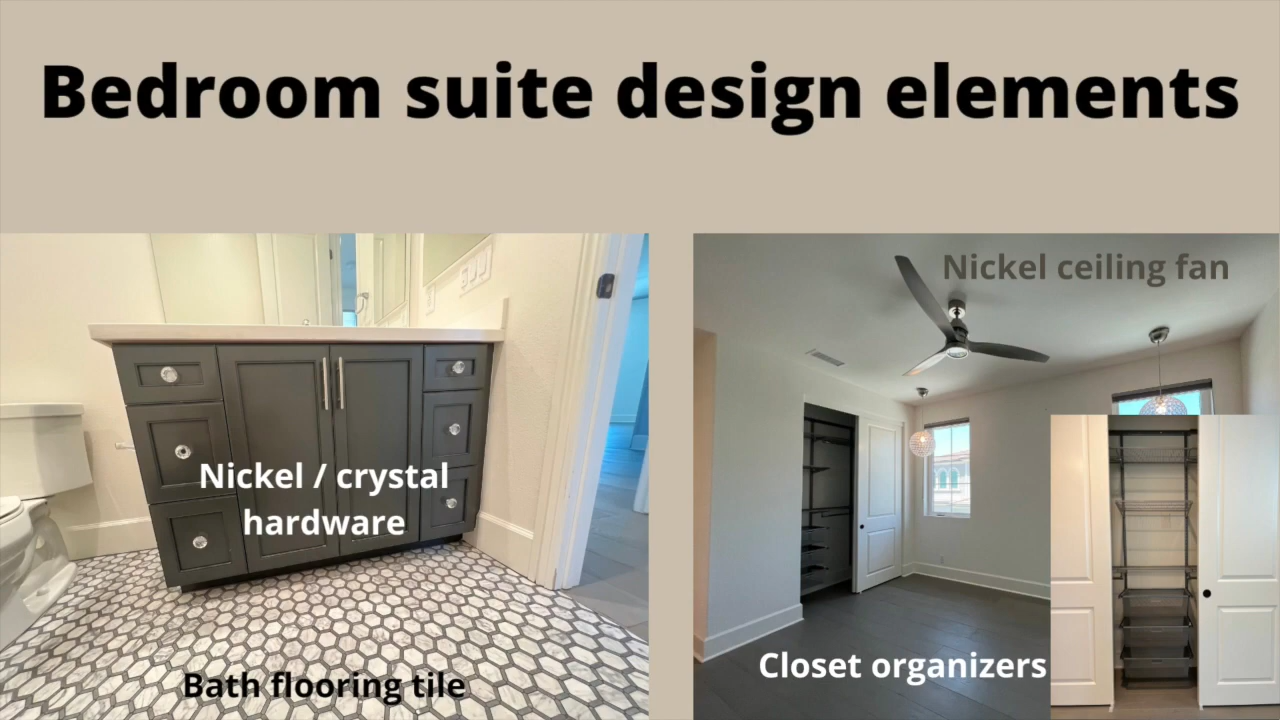 Bedroom suite design elements
Nickel / crystal
hardware
Bath flooring tile
Nickel ceiling fan
Closet organizers